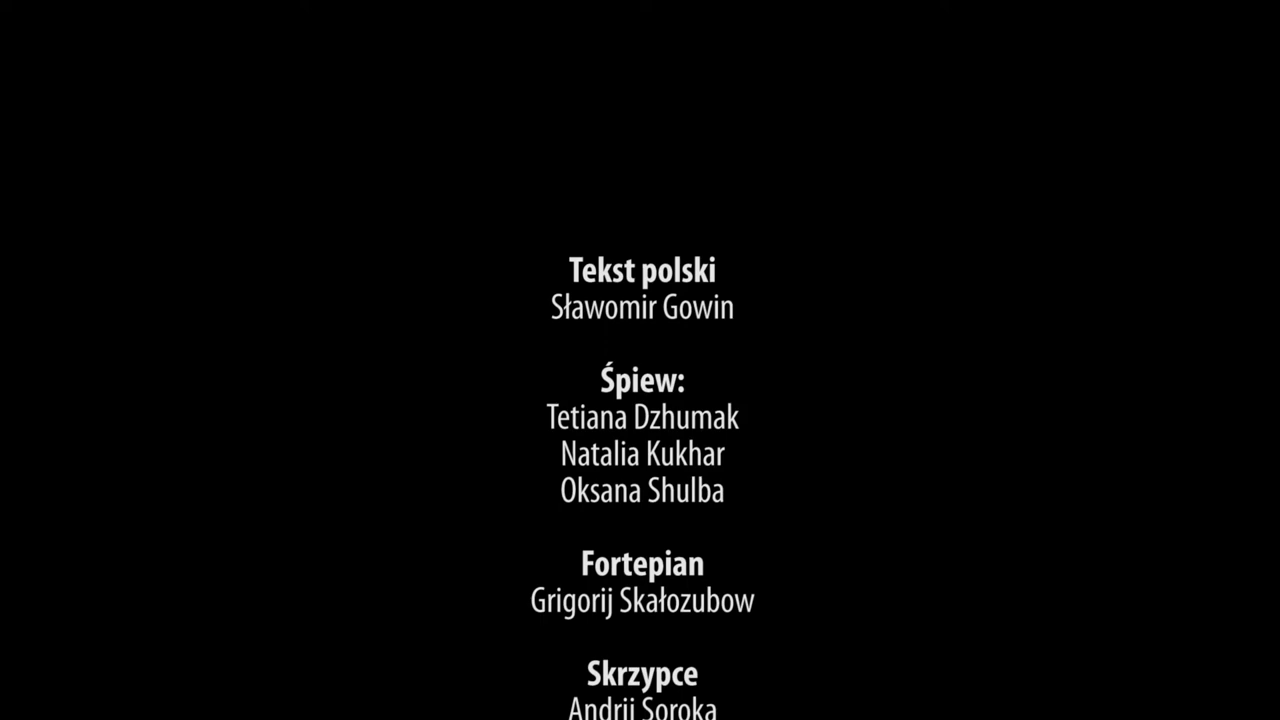 Tekst polski
Sławomir Gowin
Śpiew:
Tetiana Dzhumak
Natalia Kukhar
Oksana Shulba
Fortepian
Grigorij Skałozubow
Skrzypce
Andrij Soroka